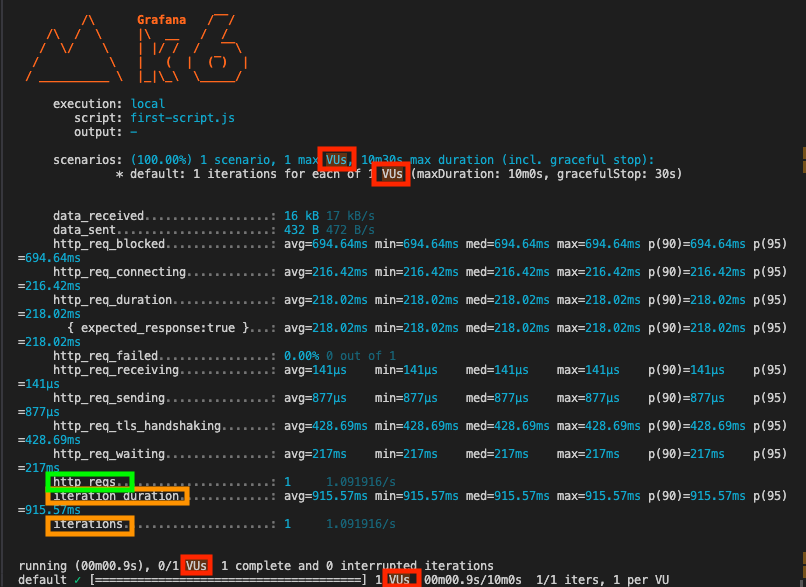 Grafana
k6
execution: local
script: first-script.js
output: -
scenarios: (100.00%) 1 scenario, 1 max VUs, 10m30s max duration (incl. graceful stop):
* default: 1 iterations for each of 1 VUs (maxDuration: 10m0s, gracefulStop: 30s)
data_received..................: 16 kB 17 kB/s
data_sent......................: 432 B 472 B/s
http_req_blocked...............: avg=694.64ms min=694.64ms med=694.64ms max=694.64ms p(90)=694.64ms p(95)
=694.64ms
http_req_connecting............: avg=216.42ms min=216.42ms med=216.42ms max=216.42ms p(90)=216.42ms p(95)
=216.42ms
http_req_duration..............: avg=218.02ms min=218.02ms med=218.02ms max=218.02ms p(90)=218.02ms p(95)
=218.02ms
{ expected_response:true }...: avg=218.02ms min=218.02ms med=218.02ms max=218.02ms p(90)=218.02ms p(95)
=218.02ms
http_req_failed................: 0.00% 0 out of 1
http_req_receiving.............: avg=141µs min=141µs med=141µs max=141µs p(90)=141µs p(95)
=141µs
http_req_sending...............: avg=877µs min=877µs med=877µs max=877µs p(90)=877µs p(95)
=877µs
http_req_tls_handshaking.......: avg=428.69ms min=428.69ms med=428.69ms max=428.69ms p(90)=428.69ms p(95)
=428.69ms
http_req_waiting...............: avg=217ms min=217ms med=217ms max=217ms p(90)=217ms p(95)
=217ms
http_reqs......................: 1 1.091916/s
iteration_duration.............: avg=915.57ms min=915.57ms med=915.57ms max=915.57ms p(90)=915.57ms p(95)
=915.57ms
iterations.....................: 1 1.091916/s
running (00m00.9s), 0/1 VUs, 1 complete and 0 interrupted iterations
default ✓ [======================================] 1 VUs 00m00.9s/10m0s 1/1 iters, 1 per VU